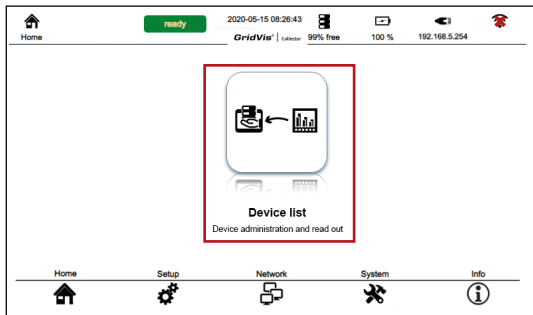 ready
2020-05-15 08:26:43
Home
GridVis® | Collector
99% free
100 %
192.168.5.254
Device list
Device administration and read out
Home
Setup
Network
System
Info